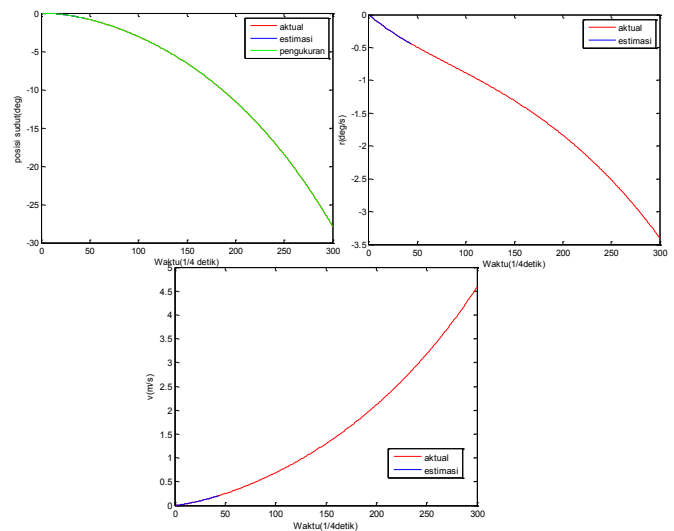 0
-5
-10
-15
-20
-25
-30
0 50 100 150 200 250 300
posisi sudut(deg)
Waktu(1/4 detik)
aktual
estimasi
pengukuran
0
-0.5
-1
-1.5
-2
-2.5
-3
-3.5
0 50 100 150 200 250 300
r(deg/s)
Waktu(1/4detik)
aktual
estimasi
5
4.5
4
3.5
3
2.5
2
1.5
1
0.5
0
0 50 100 150 200 250 300
v(m/s)
Waktu(1/4detik)
aktual
estimasi